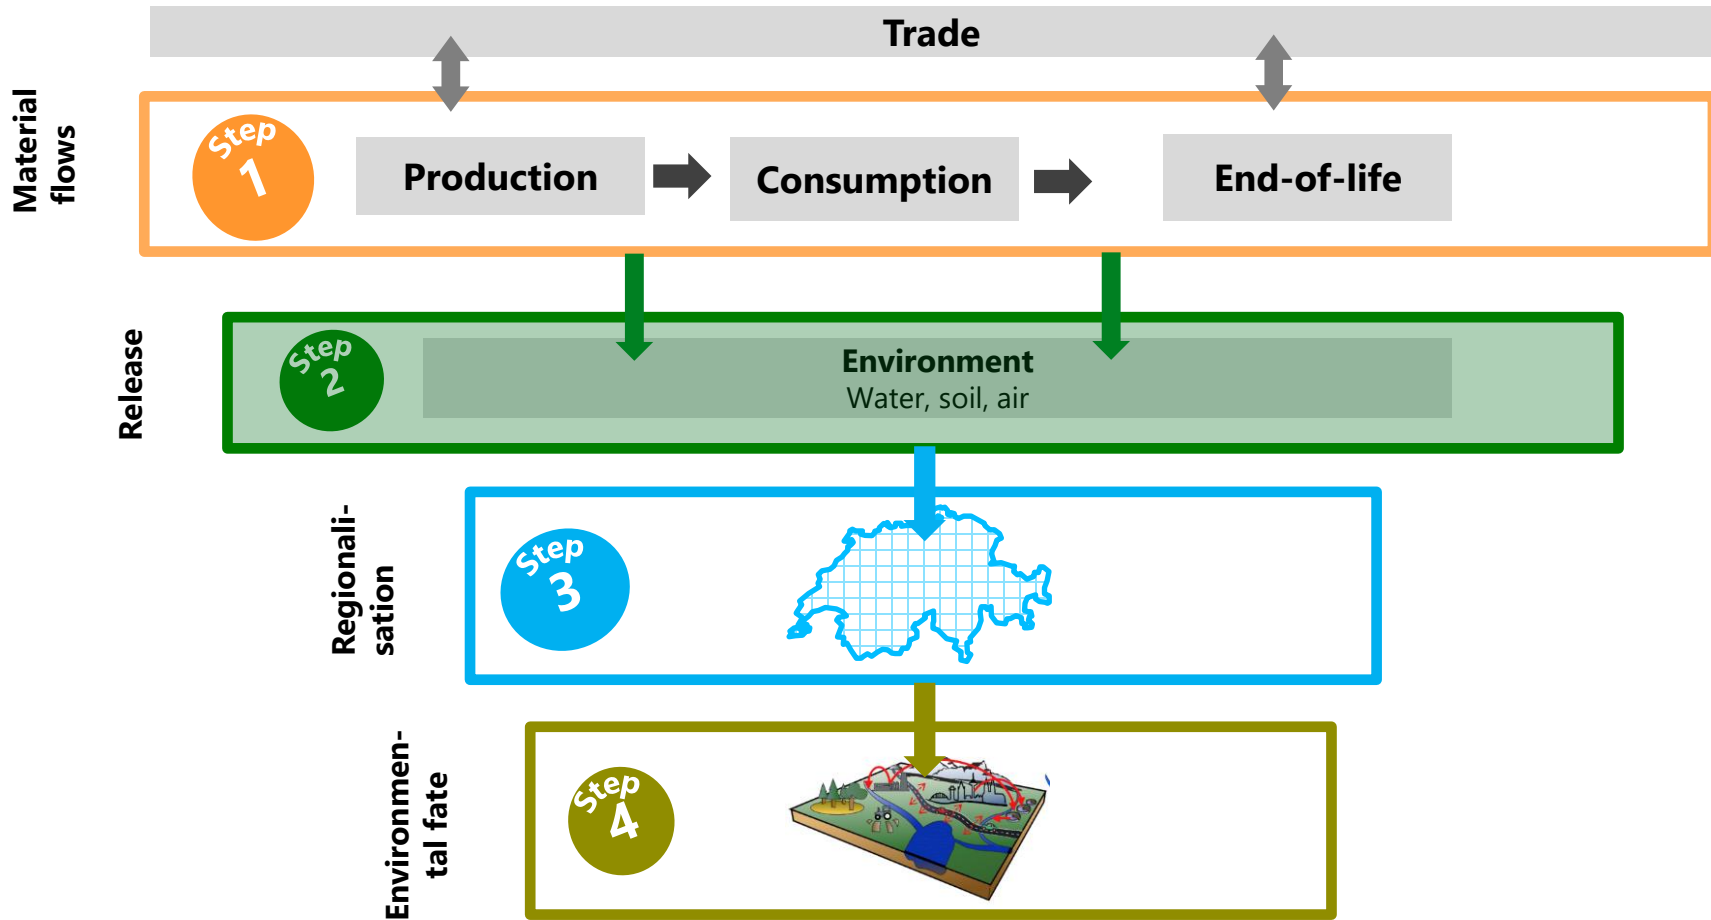 Trade
Material
flows
Step
1
Production
Consumption
End-of-life
Release
Step
2
Environment
Water, soil, air
Regionali-
sation
Step
3
Environmen-
tal fate
Step
4